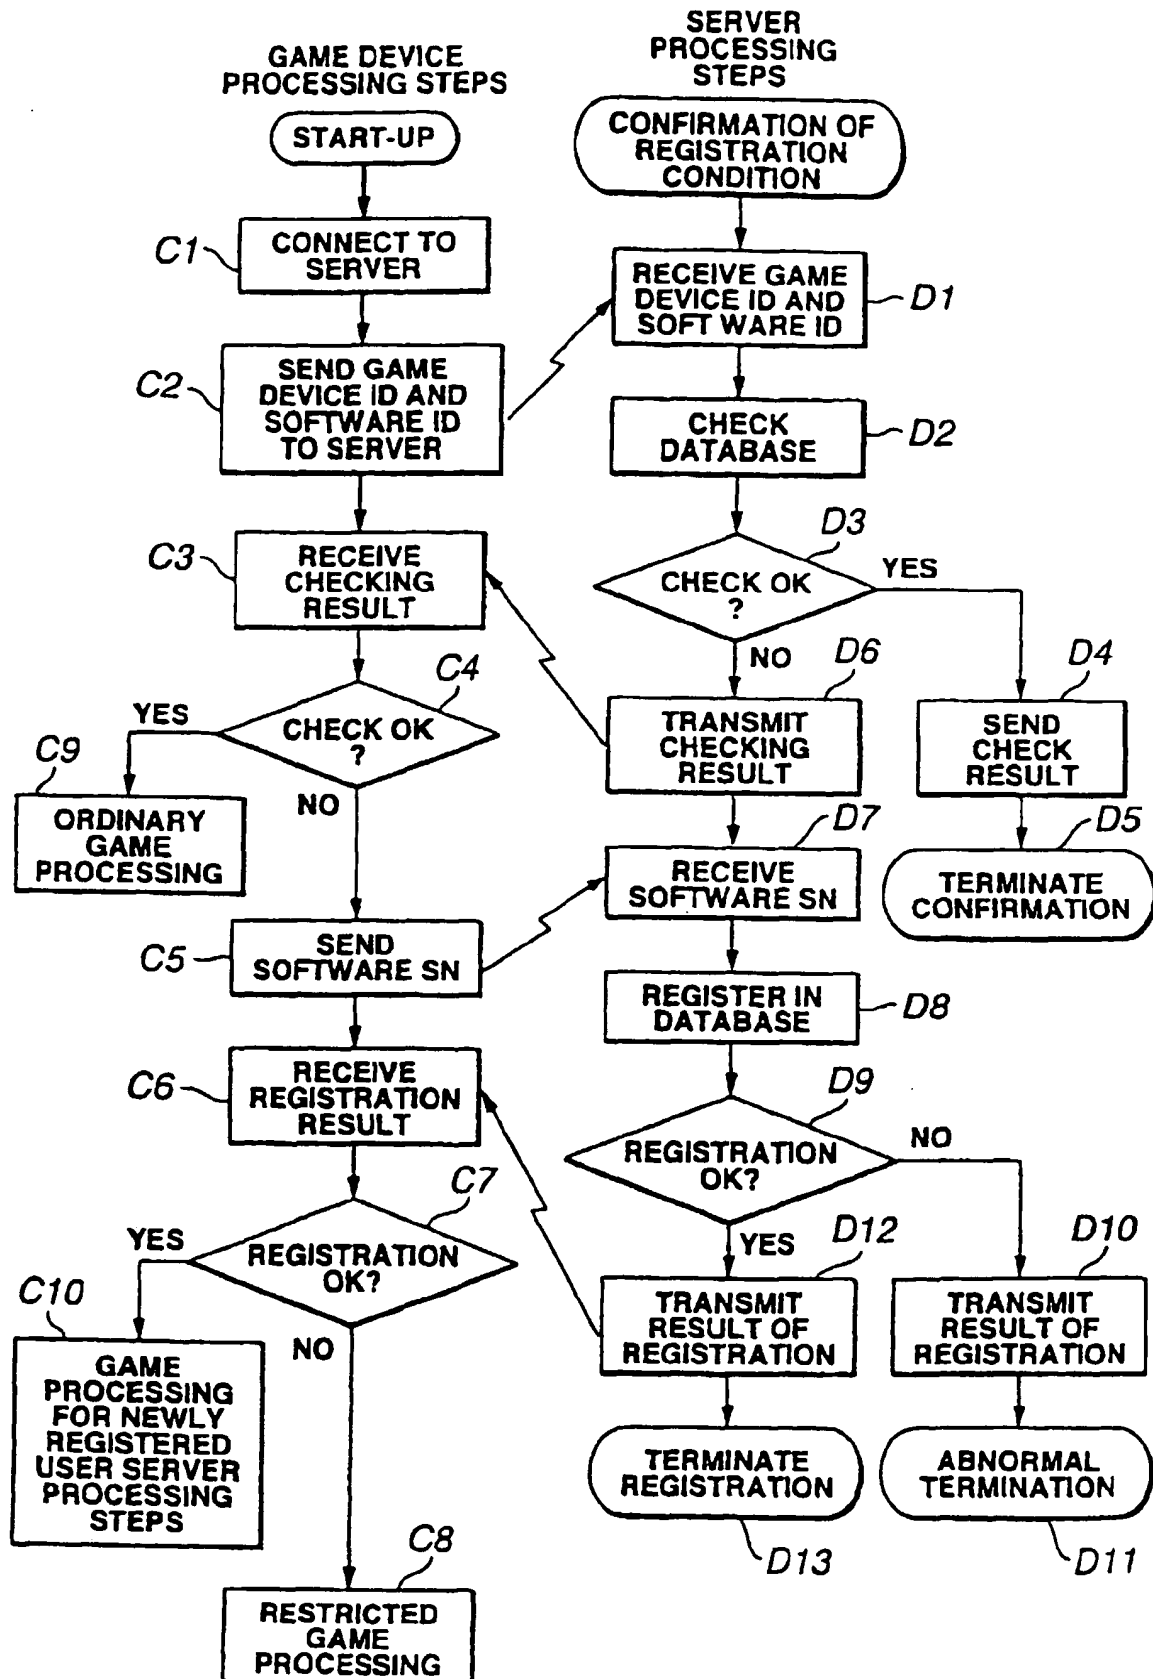 GAME DEVICE
PROCESSING STEPS
START-UP
C1
CONNECT TO
SERVER
C2
SEND GAME
DEVICE ID AND
SOFTWARE ID
TO SERVER
C3
RECEIVE
CHECKING
RESULT
C4
CHECK OK
?
YES
NO
C9
ORDINARY
GAME
PROCESSING
C5
SEND
SOFTWARE SN
C6
RECEIVE
REGISTRATION
RESULT
C7
REGISTRATION
OK?
YES
NO
C10
GAME
PROCESSING
FOR NEWLY
REGISTERED
USER SERVER
PROCESSING
STEPS
C8
RESTRICTED
GAME
PROCESSING
SERVER
PROCESSING
STEPS
CONFIRMATION OF
REGISTRATION
CONDITION
RECEIVE GAME
DEVICE ID AND
SOFT WARE ID
D1
CHECK
DATABASE
D2
D3
CHECK OK
?
YES
NO
D6
TRANSMIT
CHECKING
RESULT
D4
SEND
CHECK
RESULT
D5
TERMINATE
CONFIRMATION
D7
RECEIVE
SOFTWARE SN
REGISTER IN
DATABASE
D8
D9
REGISTRATION
OK?
NO
YES
D12
TRANSMIT
RESULT OF
REGISTRATION
D10
TRANSMIT
RESULT OF
REGISTRATION
TERMINATE
REGISTRATION
D13
ABNORMAL
TERMINATION
D11